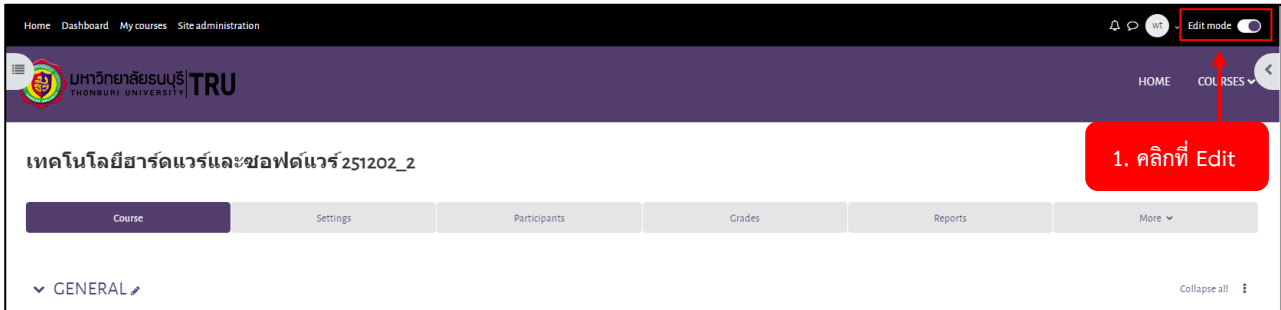 Home Dashboard My courses Site administration
wt Edit mode
มหาวิทยาลัยธนบุรี TRU
THONBURI UNIVERSITY
HOME COURSES
เทคโนโลยีฮาร์ดแวร์และซอฟต์แวร์ 251202_2
1. คลิกที่ Edit
Course Settings Participants Grades Reports More
GENERAL
Collapse all